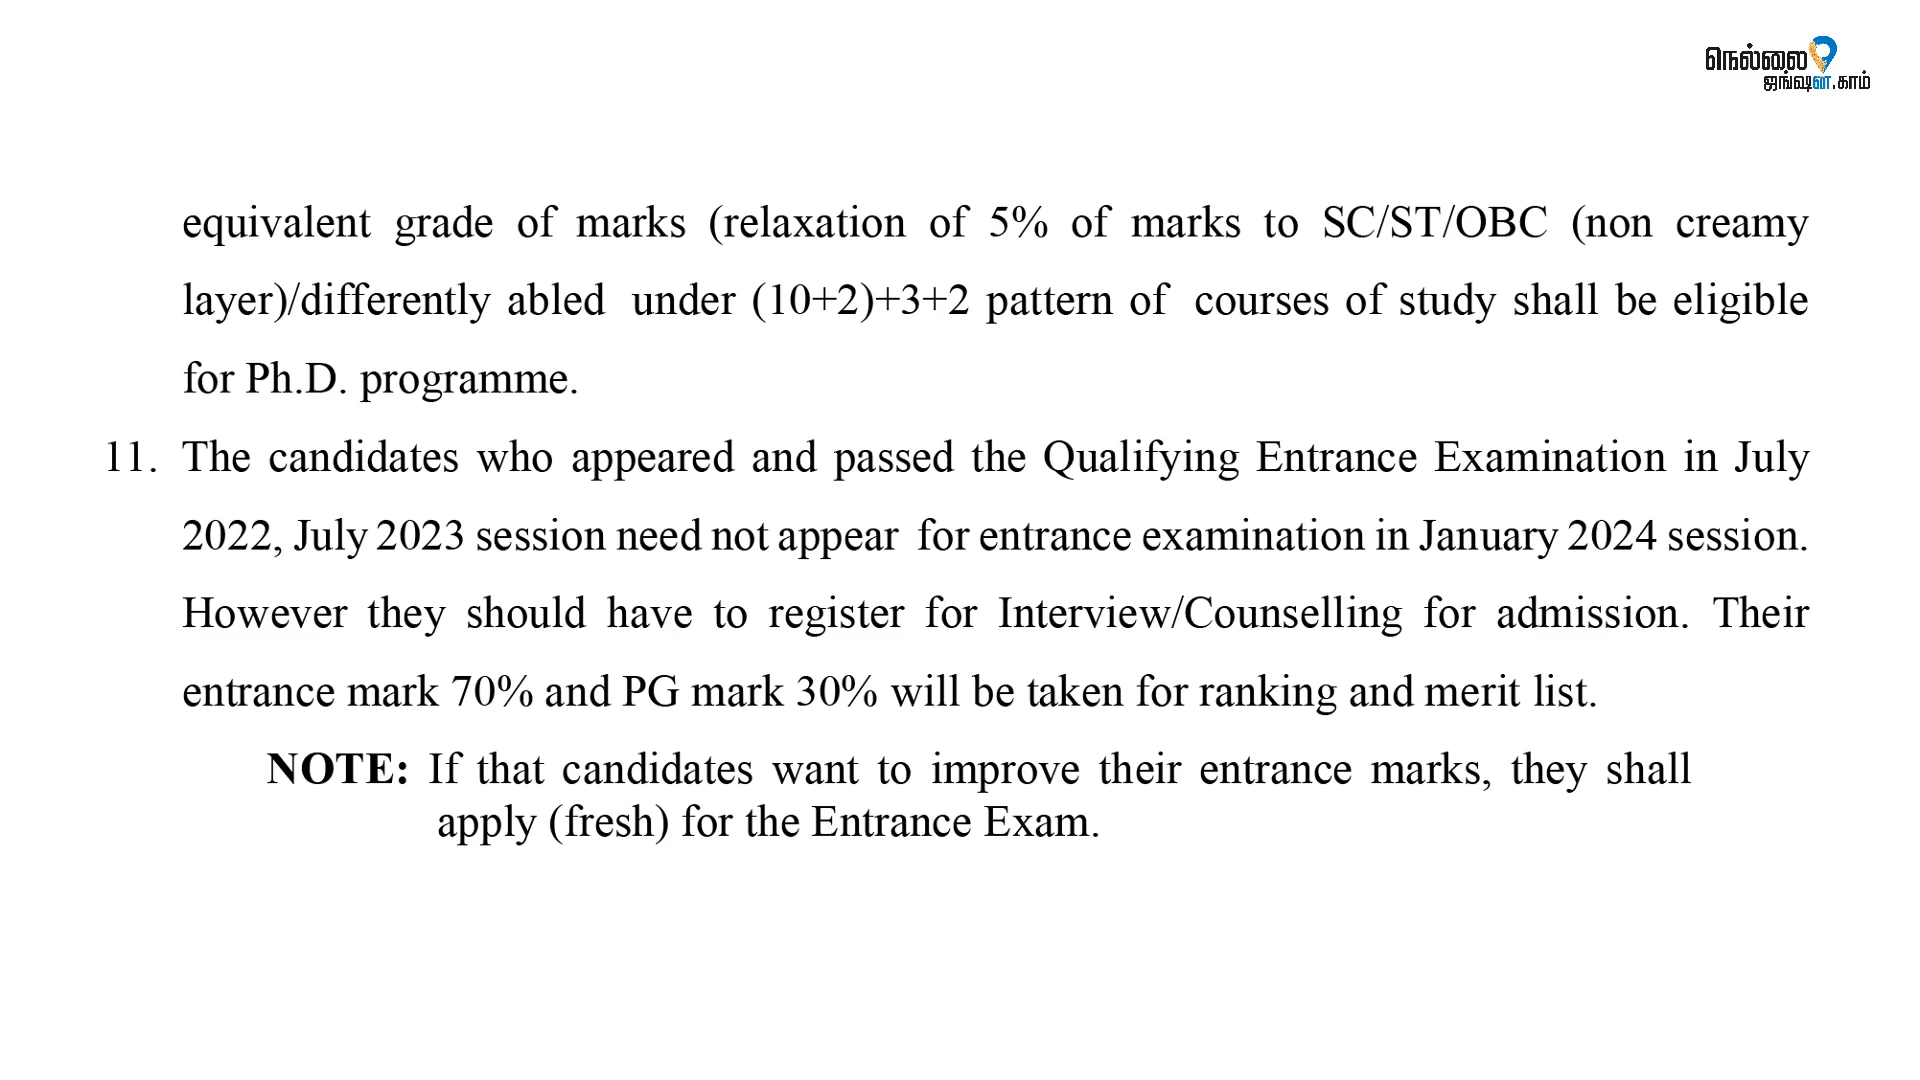 நெல்லை
ஜங்ஷன்.காம்
equivalent grade of marks (relaxation of 5% of marks to SC/ST/OBC (non creamy
layer)/differently abled under (10+2)+3+2 pattern of courses of study shall be eligible
for Ph.D. programme.
11. The candidates who appeared and passed the Qualifying Entrance Examination in July
2022, July 2023 session need not appear for entrance examination in January 2024 session.
However they should have to register for Interview/Counselling for admission. Their
entrance mark 70% and PG mark 30% will be taken for ranking and merit list.
NOTE: If that candidates want to improve their entrance marks, they shall
apply (fresh) for the Entrance Exam.